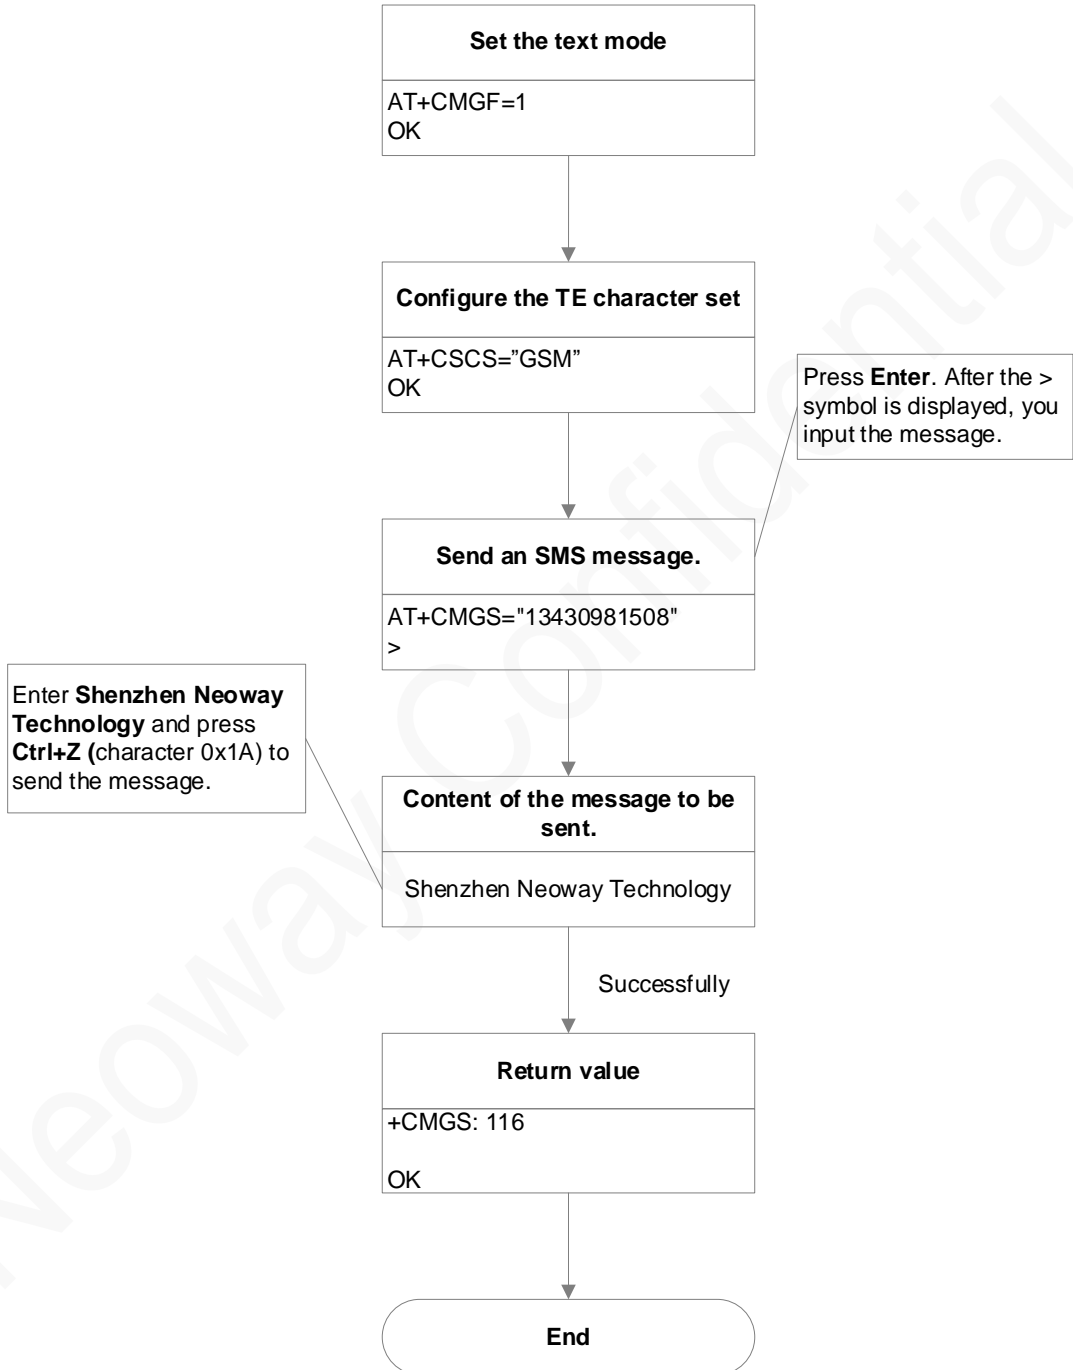 Set the text mode
AT+CMGF=1
OK
Configure the TE character set
AT+CSCS=”GSM”
OK
Press Enter. After the >
symbol is displayed, you
input the message.
Send an SMS message.
AT+CMGS="13430981508"
>
Enter Shenzhen Neoway
Technology and press
Ctrl+Z (character 0x1A) to
send the message.
Content of the message to be
sent.
Shenzhen Neoway Technology
Successfully
Return value
+CMGS: 116
OK
End
Neoway Confidential